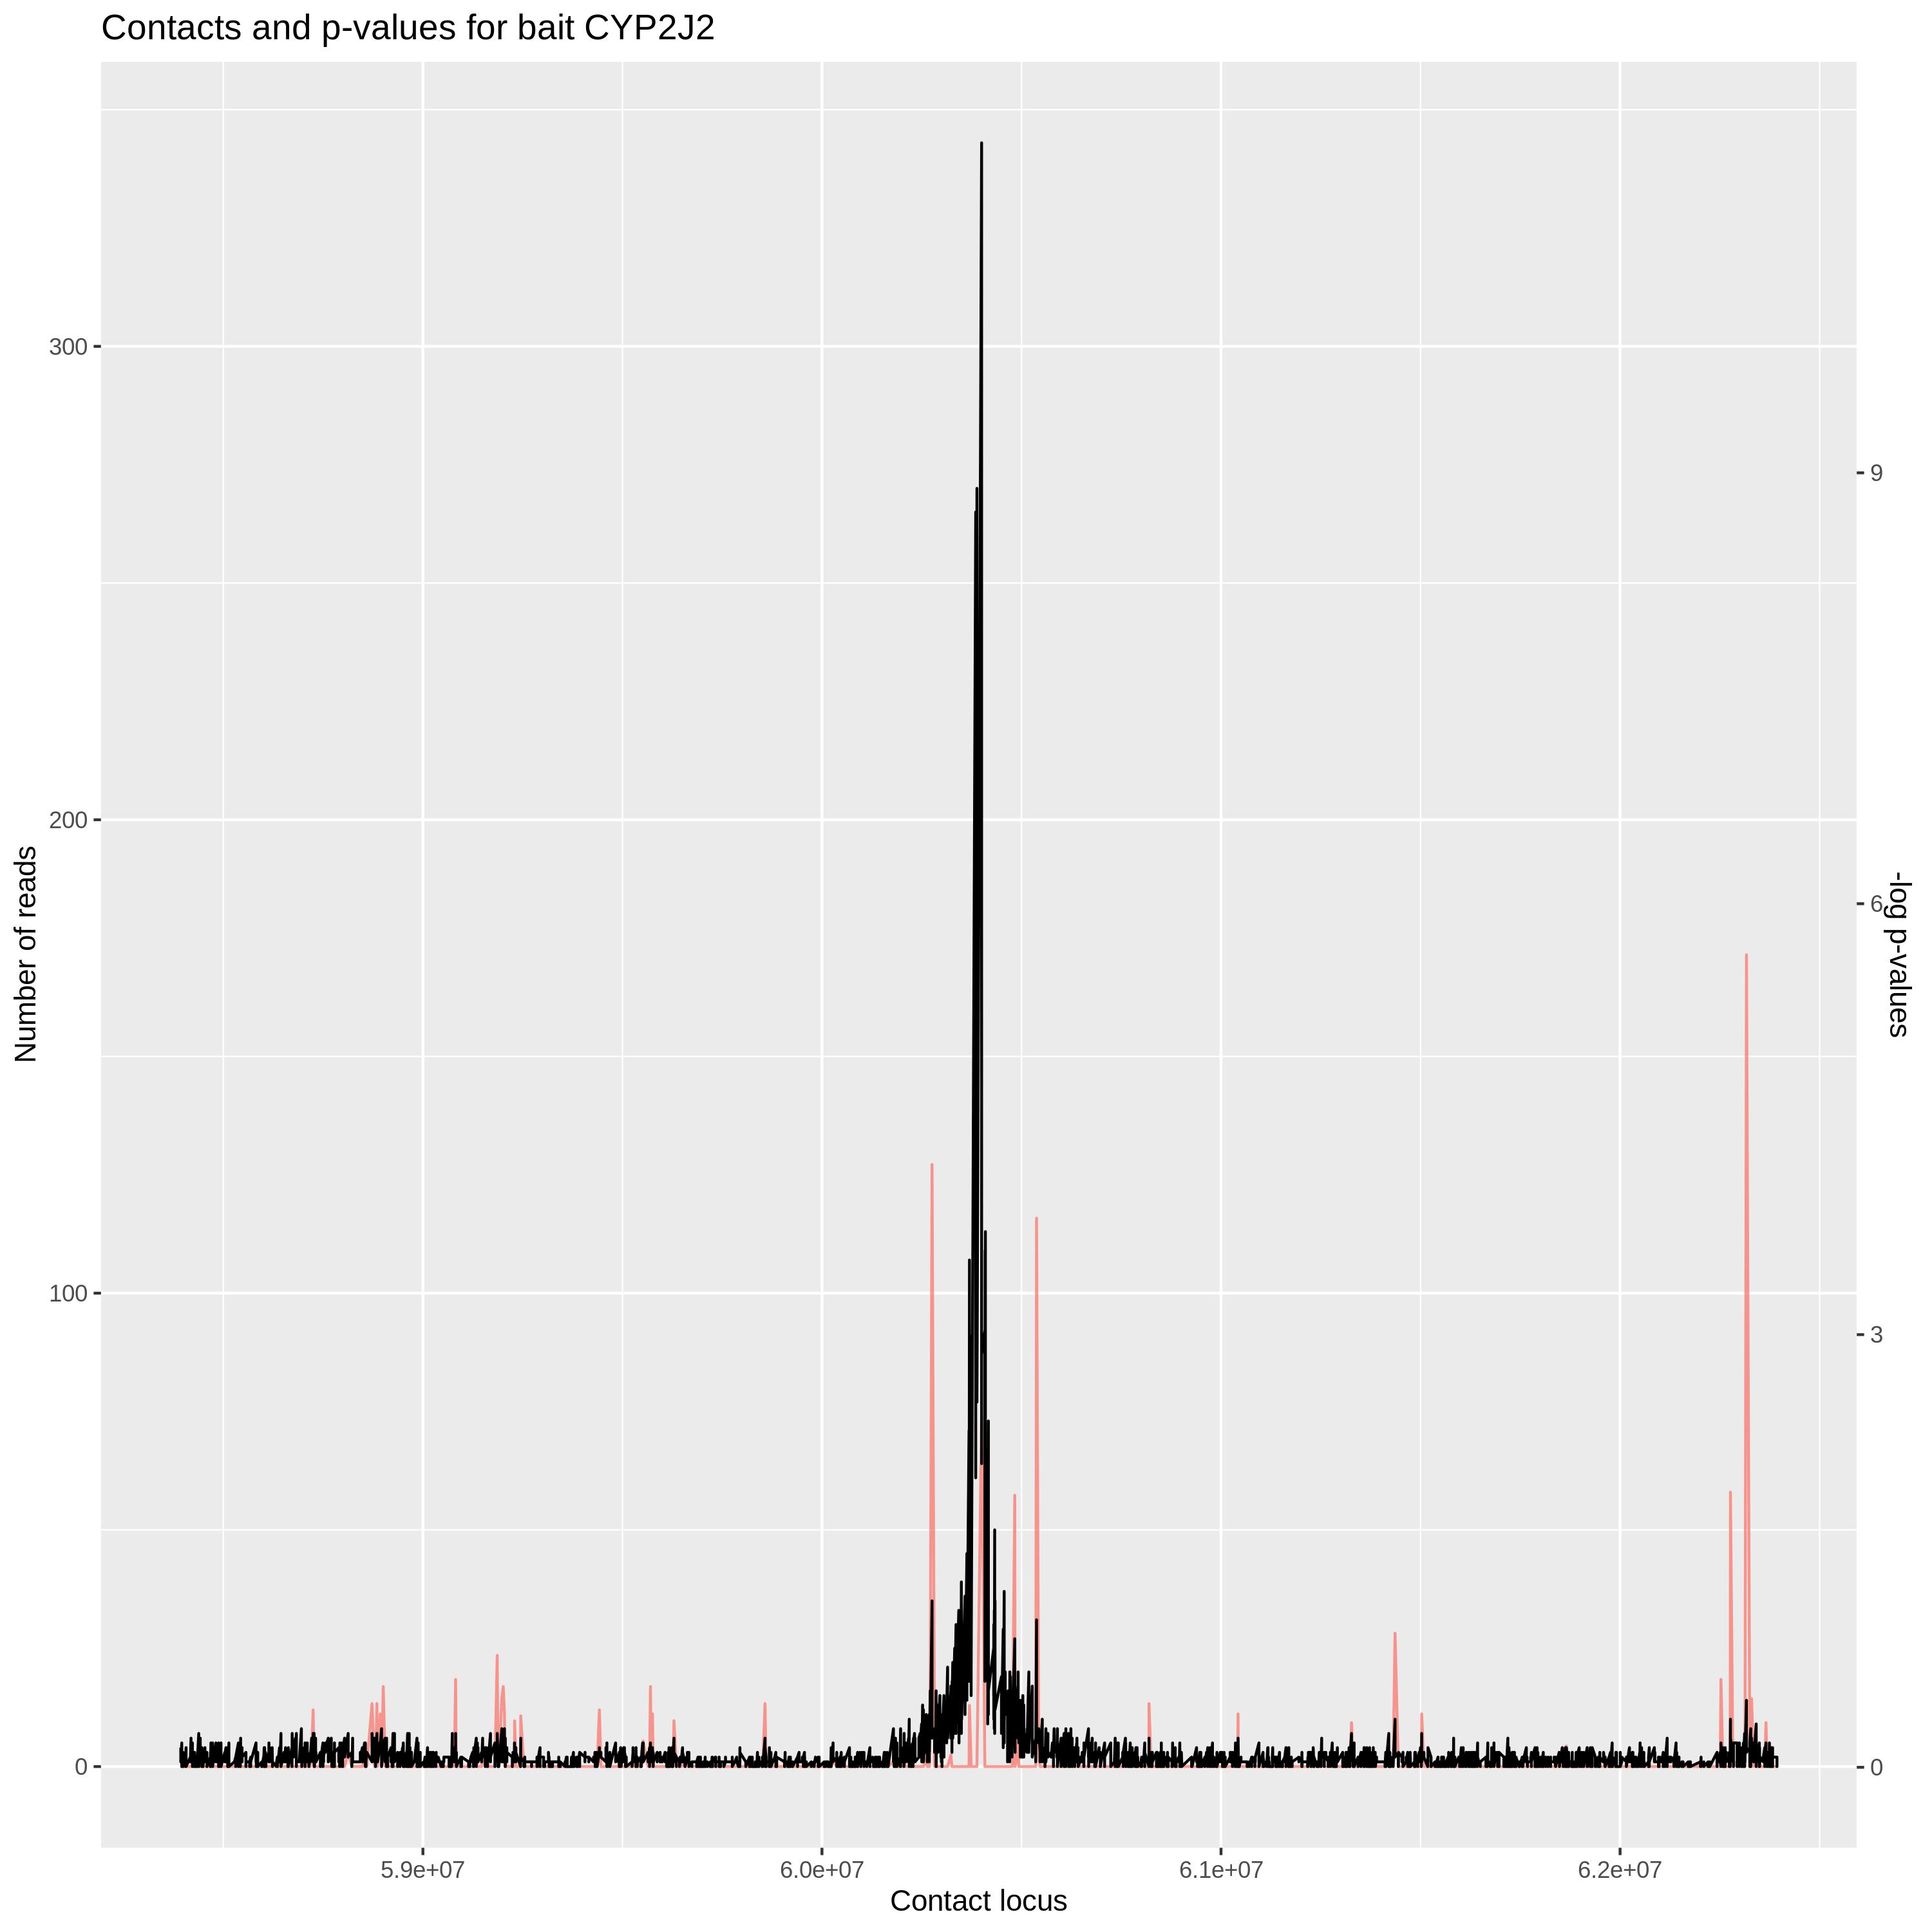 Contacts and p-values for bait CYP2J2
300
200
100
0
Number of reads
9
6
3
0
-log p-values
5.9e+07
6.0e+07
6.1e+07
6.2e+07
Contact locus